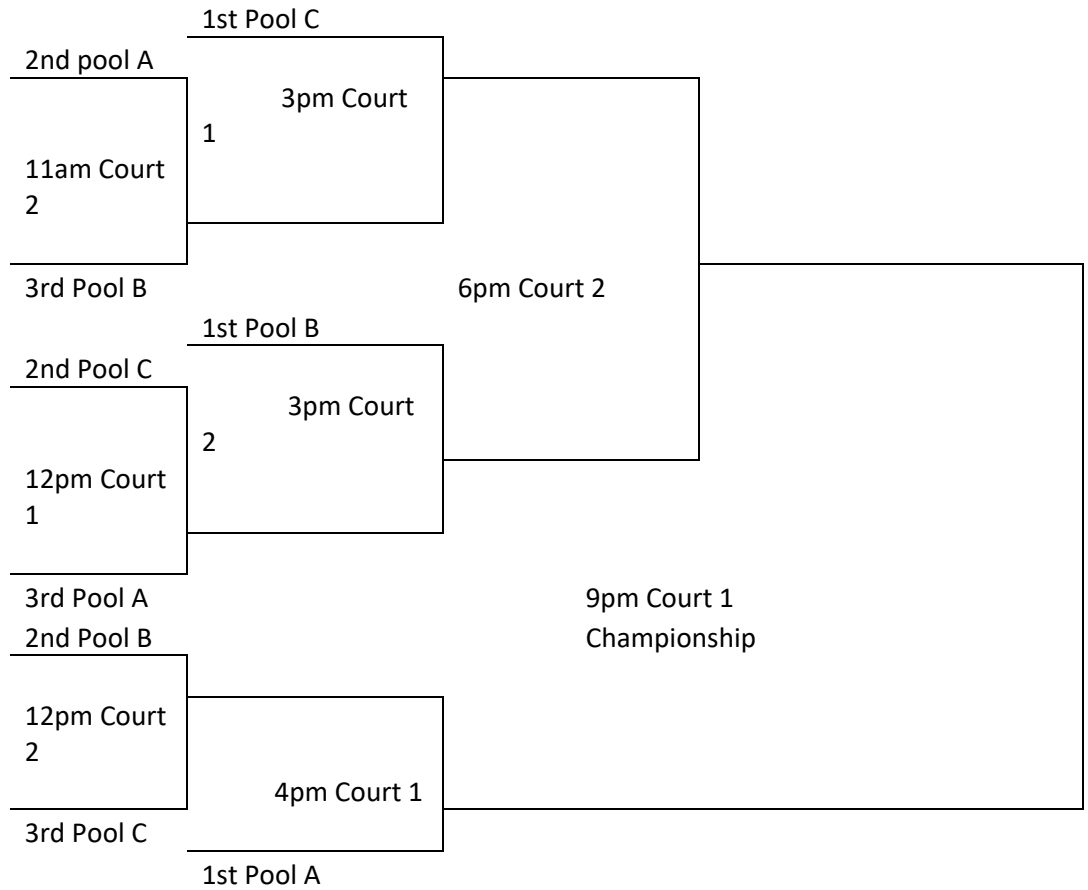 1st Pool C
2nd pool A
3pm Court
1
11am Court
2
3rd Pool B
6pm Court 2
1st Pool B
2nd Pool C
3pm Court
2
12pm Court
1
3rd Pool A
9pm Court 1
Championship
2nd Pool B
12pm Court
2
4pm Court 1
3rd Pool C
1st Pool A